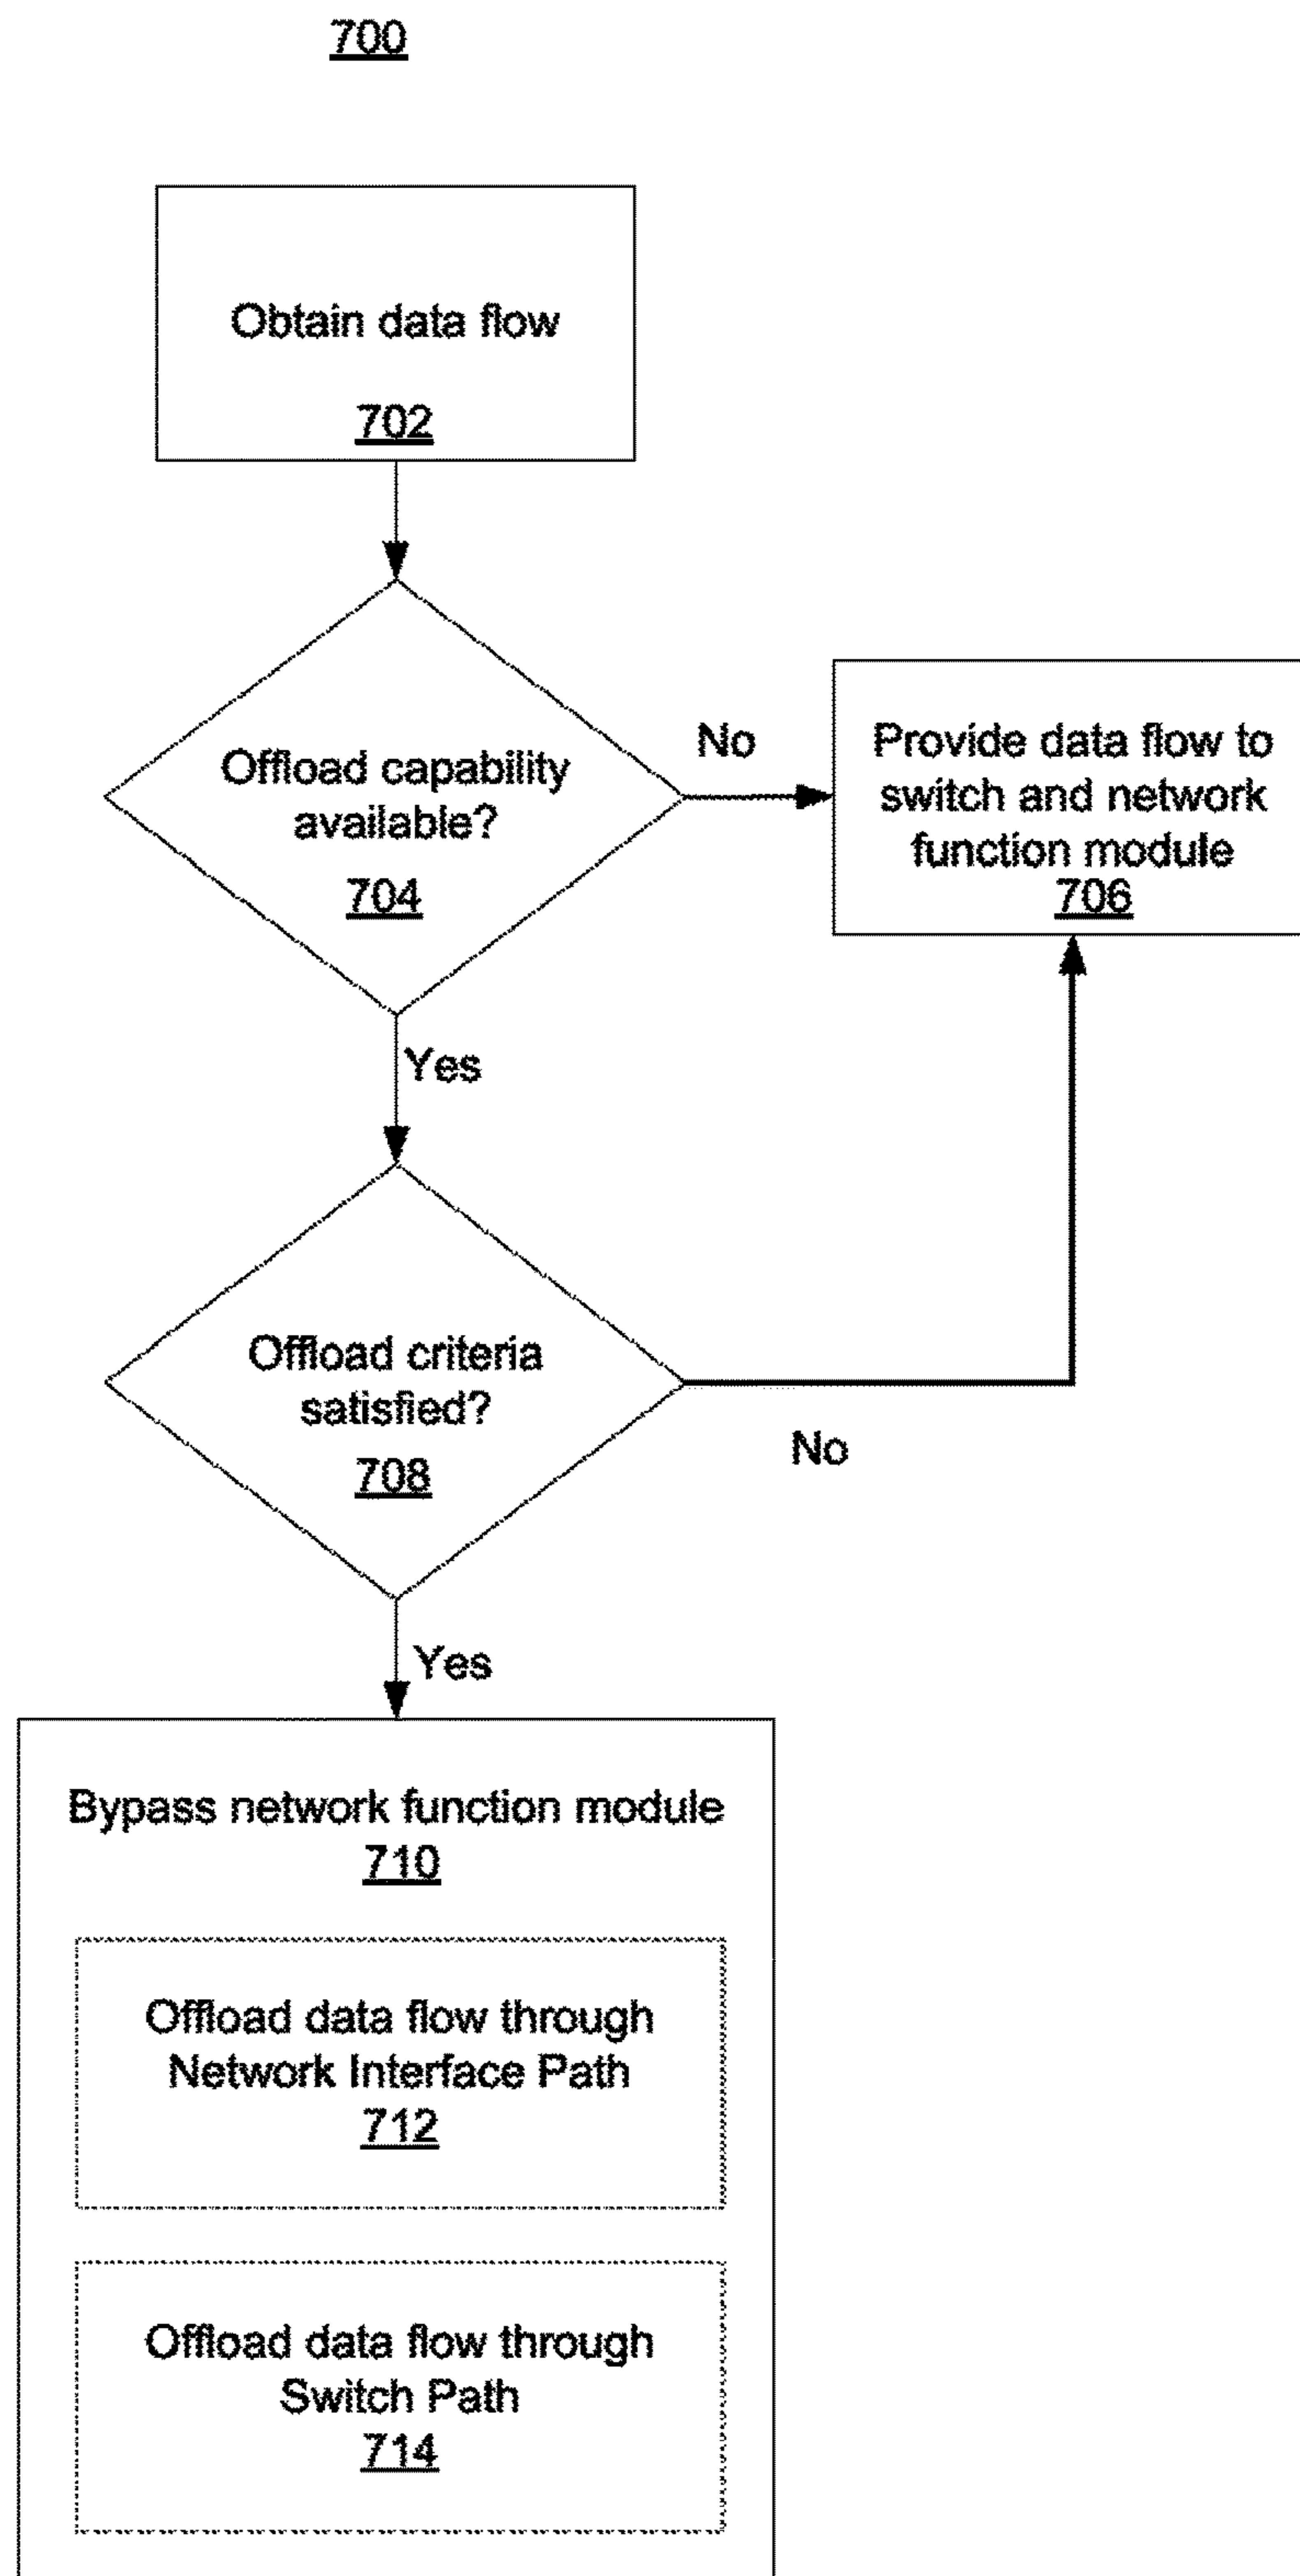 700
Obtain data flow
702
Offload capability
available?
704
No
Provide data flow to
switch and network
function module
706
Yes
Offload criteria
satisfied?
708
No
Yes
Bypass network function module
710
Offload data flow through
Network Interface Path
712
Offload data flow through
Switch Path
714